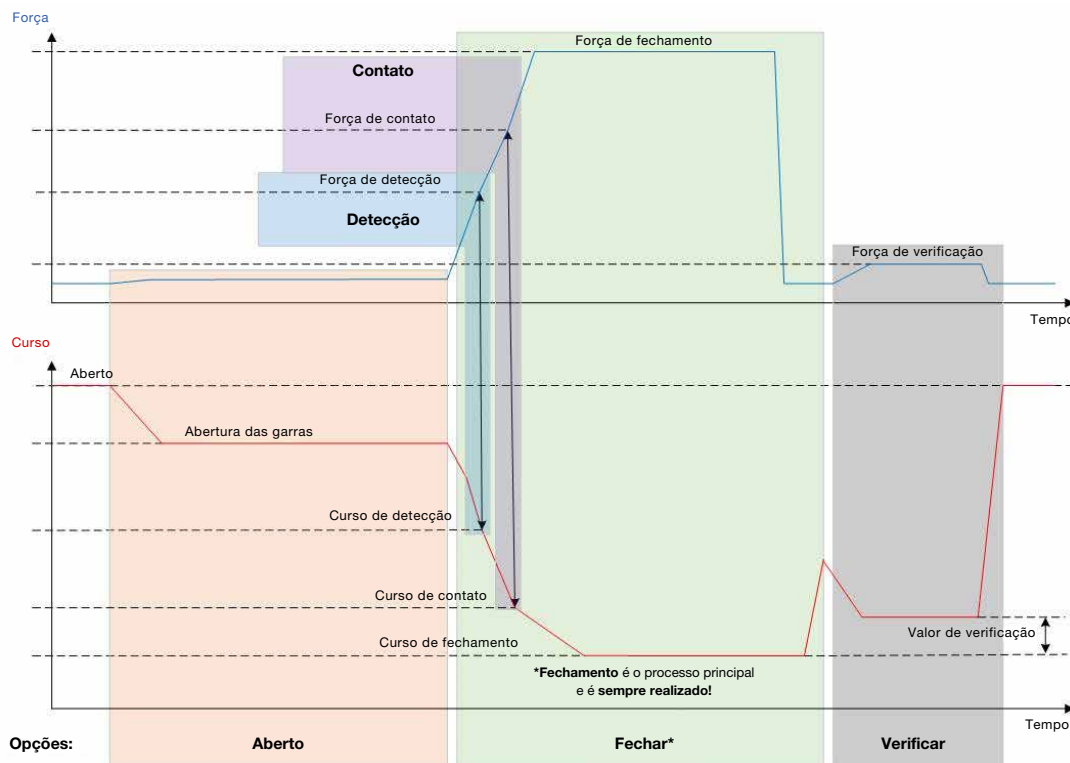 Força
Força de fechamento
Contato
Força de contato
Força de detecção
Detecção
Força de verificação
Tempo
Curso
Aberto
Abertura das garras
Curso de detecção
Curso de contato
Valor de verificação
Curso de fechamento
*Fechamento é o processo principal
e é sempre realizado!
Tempo
Opções:
Aberto
Fechar*
Verificar